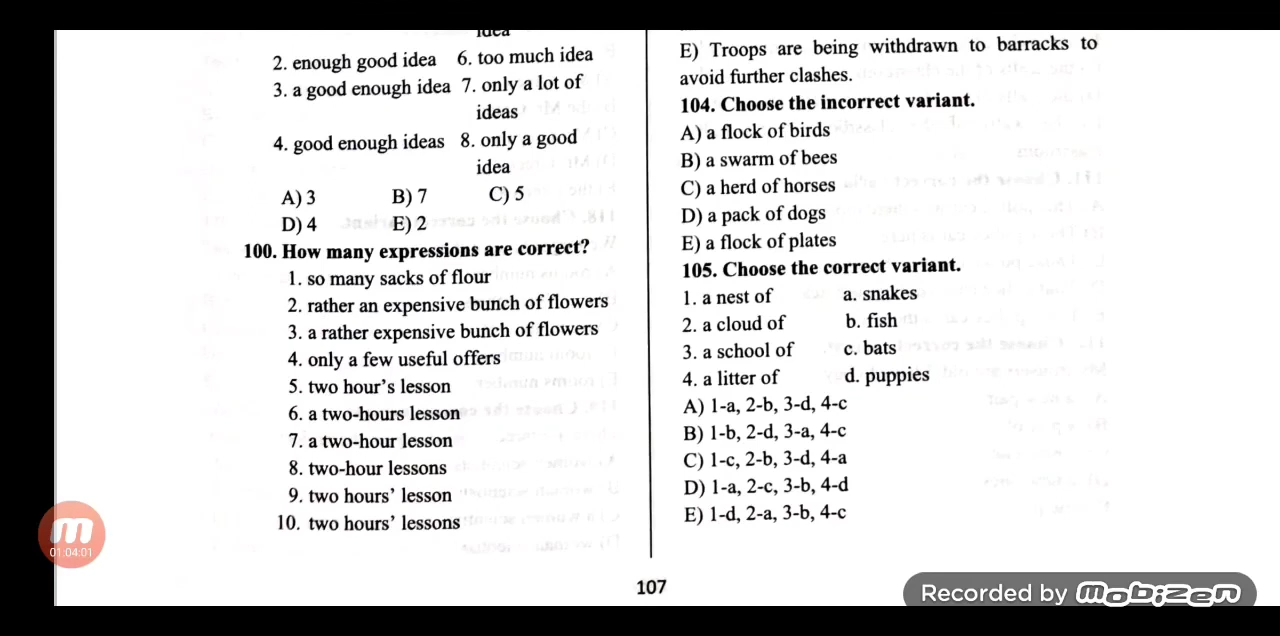 idea
2. enough good idea 6. too much idea
3. a good enough idea 7. only a lot of
ideas
4. good enough ideas 8. only a good
idea
A) 3 B) 7 C) 5
D) 4 E) 2
100. How many expressions are correct?
1. so many sacks of flour
2. rather an expensive bunch of flowers
3. a rather expensive bunch of flowers
4. only a few useful offers
5. two hour's lesson
6. a two-hours lesson
7. a two-hour lesson
8. two-hour lessons
9. two hours' lesson
10. two hours' lessons
E) Troops are being withdrawn to barracks to
avoid further clashes.
104. Choose the incorrect variant.
A) a flock of birds
B) a swarm of bees
C) a herd of horses
D) a pack of dogs
E) a flock of plates
105. Choose the correct variant.
1. a nest of a. snakes
2. a cloud of b. fish
3. a school of c. bats
4. a litter of d. puppies
A) 1-a, 2-b, 3-d, 4-c
B) 1-b, 2-d, 3-a, 4-c
C) 1-c, 2-b, 3-d, 4-a
D) 1-a, 2-c, 3-b, 4-d
E) 1-d, 2-a, 3-b, 4-c
107
m
01:04:01
Recorded by mobizen